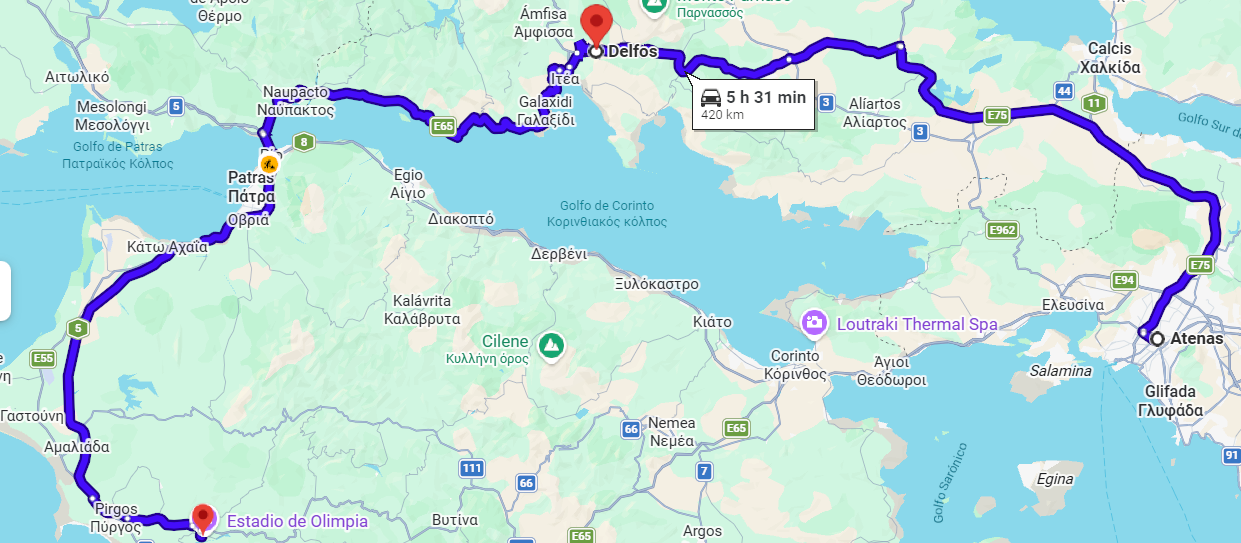 Θέρμο
Παρνασσός
Ámfisa
Άμφισσα
Delfos
Calcis
Χαλκίδα
Αιτωλικό
Mesolongi
Μεσολόγγι
5
Naupacto
Ναύπακτος
Ιτέα
Galaxidi
Γαλαξίδι
5 h 31 min
420 km
3
Alíartos
Αλίαρτος
3
44
11
E75
E65
8
Golfo de Patras
Πατραϊκός Κόλπος
Golfo Sur d
Patras
Πάτρα
Οβριά
Egio
Αίγιο
Διακοπτό
Golfo de Corinto
Κορινθιακός κόλπος
Κάτω Αχαΐα
Δερβένι
E962
E75
Ξυλόκαστρο
E94
Kalávrita
Καλάβρυτα
Ελευσίνα
5
E55
Κιάτο
Loutraki Thermal Spa
Atenas
Cilene
Κυλλήνη όρος
Corinto
Κόρινθος
Άγιοι
Θεόδωροι
Salamina
Glifada
Γλυφάδα
Γαστούνη
Αμαλιάδα
66
Nemea
Νεμέα
E65
111
66
7
Golfo Sarónico
Egina
91
Pirgos
Πύργος
Estadio de Olimpia
Βυτίνα
E65
Argos